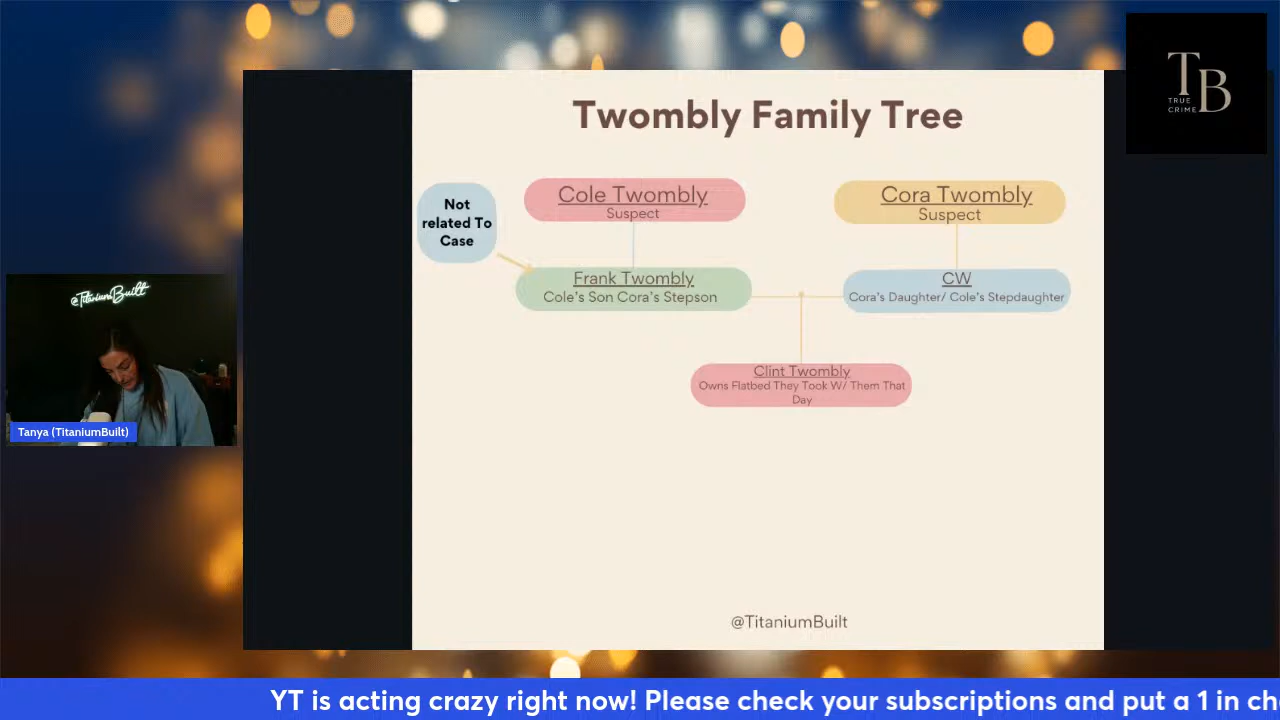 Twombly Family Tree
T B
TRUE
CRIME
Not
related To
Case
Cole Twombly
Suspect
Cora Twombly
Suspect
Frank Twombly
Cole's Son Cora's Stepson
CW
Cora's Daughter/ Cole's Stepdaughter
Clint Twombly
Owns Flatbed They Took W/ Them That
Day
@TitaniumBuilt
Tanya (TitaniumBuilt)
@TitaniumBuilt
YT is acting crazy right now! Please check your subscriptions and put a 1 in ch